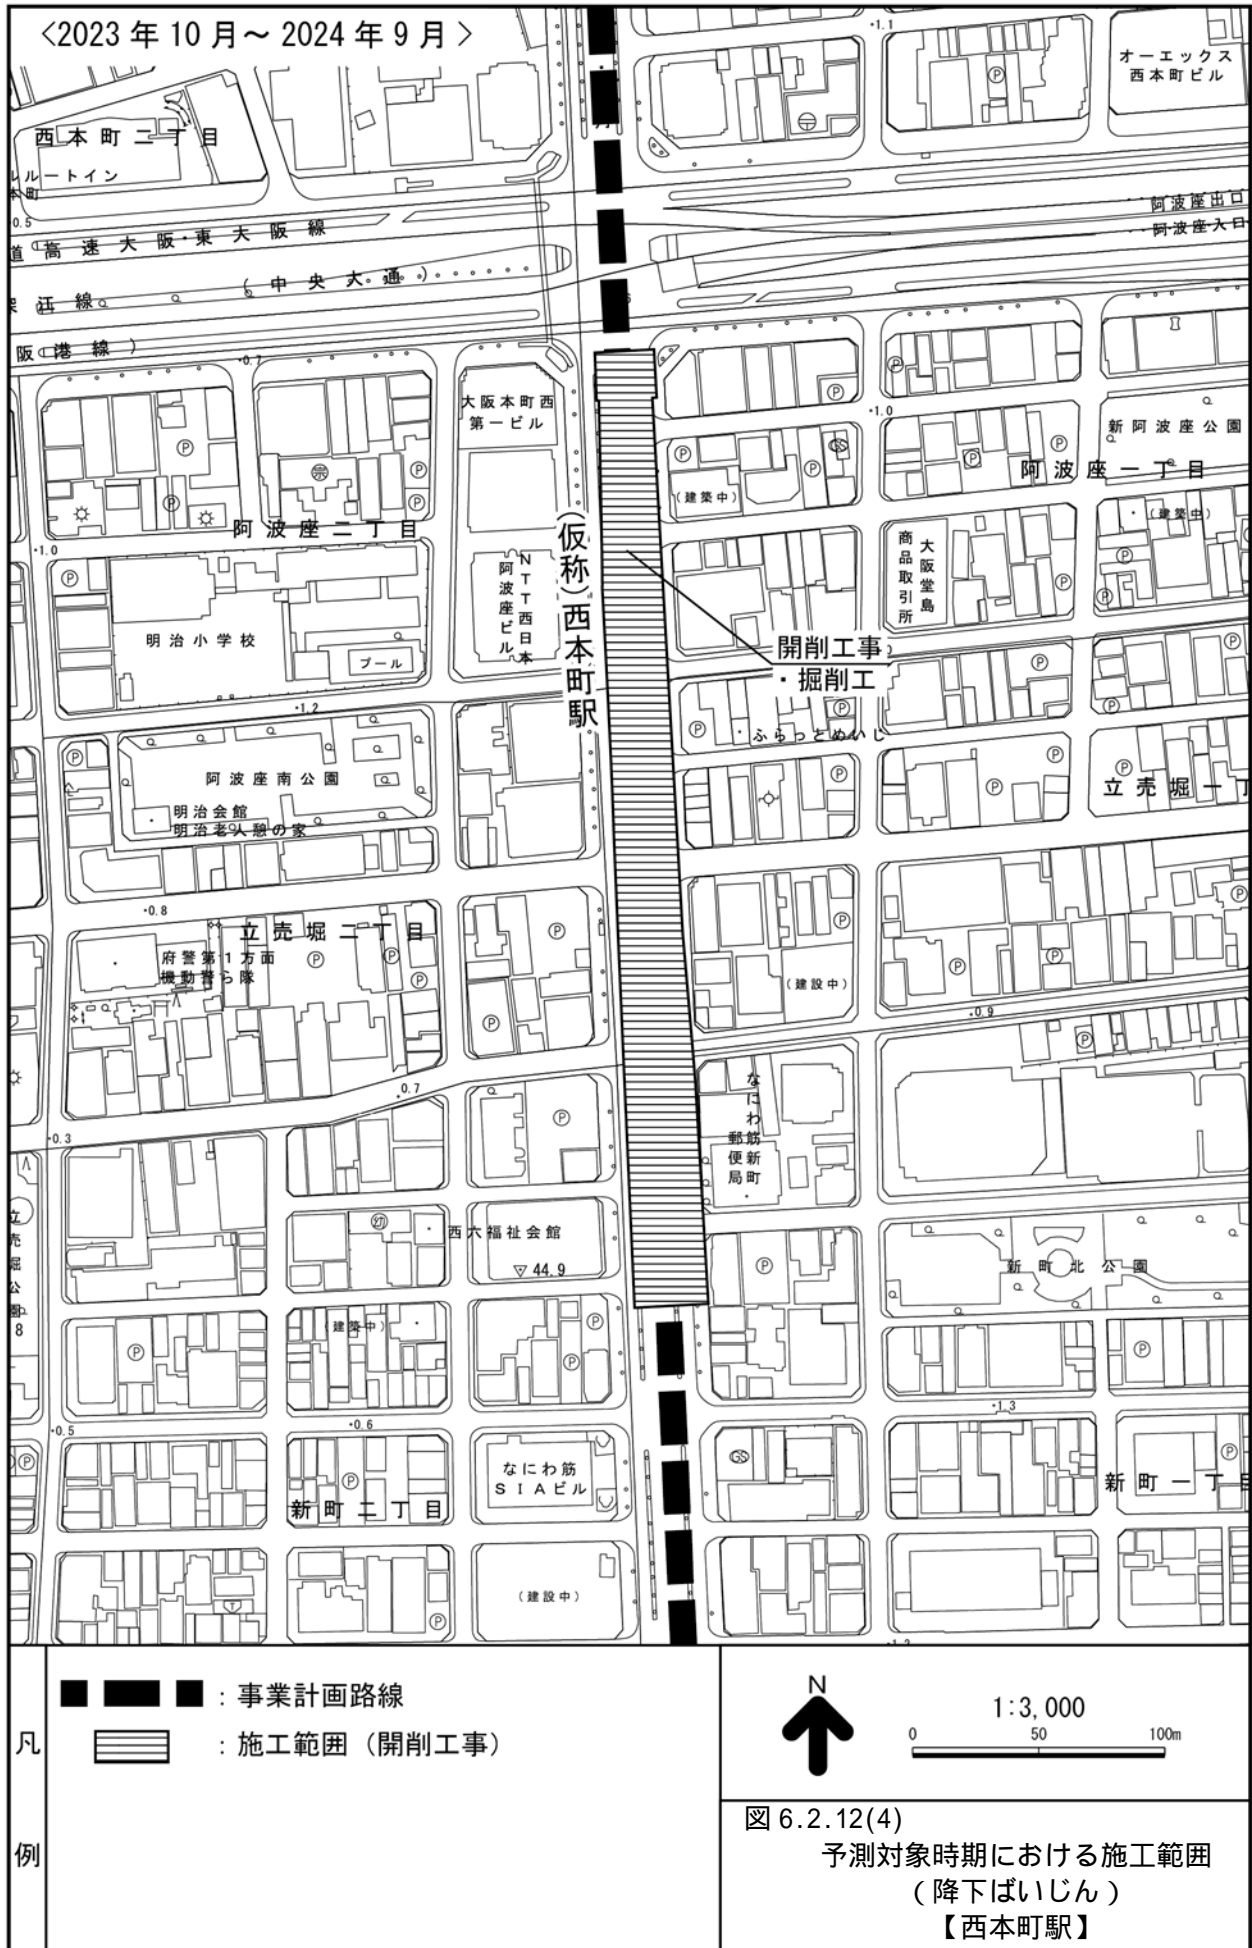 <2023年10月～2024年9月>
オーエックス
西本町ビル
西本町二丁目
ルートイン
本町
阿波座出口
阿波座入口
道高速大阪・東大阪線
(中央大通)
深江線
阪港線)
大阪本町西
第一ビル
新阿波座公園
阿波座一丁目
(建築中)
(建築中)
阿波座二丁目
大阪堂島
商品取引所
NTT西日本
阿波座ビル
(仮称)西本町駅
明治小学校
プール
開削工事
・掘削工
ふらっとめいじ
阿波座南公園
明治会館
明治老人憩の家
立売堀一丁
立売堀二丁目
府警第1方面
機動警ら隊
(建設中)
なにわ筋新町
郵便局
西六福祉会館
44.9
新町北公園
立売堀公園
(建築中)
なにわ筋
SIAビル
新町二丁目
新町一丁目
(建設中)
凡例
：事業計画路線
：施工範囲（開削工事）
N
1:3,000
0 50 100m
図 6.2.12(4)
予測対象時期における施工範囲
(降下ばいじん)
【西本町駅】